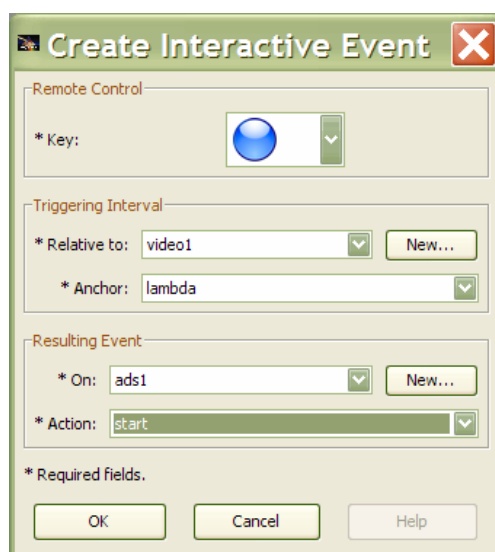 Create Interactive Event
Remote Control
* Key:
Triggering Interval
* Relative to: video1 New...
* Anchor: lambda
Resulting Event
* On: ads1 New...
* Action: start
* Required fields.
OK Cancel Help